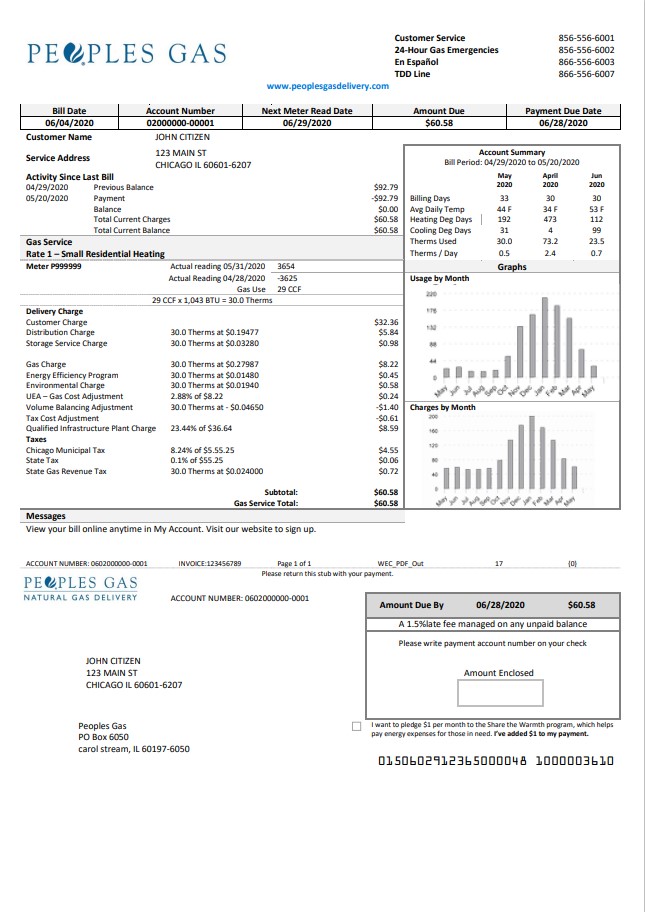 PEOPLES GAS
Customer Service 856-556-6001
24-Hour Gas Emergencies 856-556-6002
En Español 866-556-6003
TDD Line 866-556-6007
www.peoplesgasdelivery.com
Bill Date Account Number Next Meter Read Date Amount Due Payment Due Date
06/04/2020 02000000-00001 06/29/2020 $60.58 06/28/2020
Customer Name JOHN CITIZEN
Service Address 123 MAIN ST
CHICAGO IL 60601-6207
Activity Since Last Bill
04/29/2020 Previous Balance $92.79
05/20/2020 Payment -$92.79
Balance $0.00
Total Current Charges $60.58
Total Current Balance $60.58
Gas Service
Rate 1 – Small Residential Heating
Meter P999999 Actual reading 05/31/2020 3654
Actual Reading 04/28/2020 -3625
Gas Use 29 CCF
29 CCF x 1,043 BTU = 30.0 Therms
Delivery Charge
Customer Charge $32.36
Distribution Charge 30.0 Therms at $0.19477 $5.84
Storage Service Charge 30.0 Therms at $0.03280 $0.98
Gas Charge 30.0 Therms at $0.27987 $8.22
Energy Efficiency Program 30.0 Therms at $0.01480 $0.45
Environmental Charge 30.0 Therms at $0.01940 $0.58
UEA – Gas Cost Adjustment 2.88% of $8.22 $0.24
Volume Balancing Adjustment 30.0 Therms at - $0.04650 -$1.40
Tax Cost Adjustment -$0.61
Qualified Infrastructure Plant Charge 23.44% of $36.64 $8.59
Taxes
Chicago Municipal Tax 8.24% of $5.55.25 $4.55
State Tax 0.1% of $55.25 $0.06
State Gas Revenue Tax 30.0 Therms at $0.024000 $0.72
Subtotal: $60.58
Gas Service Total: $60.58
Account Summary
Bill Period: 04/29/2020 to 05/20/2020
May April Jun
2020 2020 2020
Billing Days 33 30 30
Avg Daily Temp 44 F 34 F 53 F
Heating Deg Days 192 473 112
Cooling Deg Days 31 4 99
Therms Used 30.0 73.2 23.5
Therms / Day 0.5 2.4 0.7
Graphs
Usage by Month
220
176
132
88
44
0
May Jun Jul Aug Sep Oct Nov Dec Jan Feb Mar Apr May
Charges by Month
200
160
120
80
40
0
May Jun Jul Aug Sep Oct Nov Dec Jan Feb Mar Apr May
Messages
View your bill online anytime in My Account. Visit our website to sign up.
ACCOUNT NUMBER: 0602000000-0001 INVOICE:123456789 Page 1 of 1 WEC_PDF_Out 17 (0)
Please return this stub with your payment.
PEOPLES GAS
NATURAL GAS DELIVERY
ACCOUNT NUMBER: 0602000000-0001
Amount Due By 06/28/2020 $60.58
A 1.5%late fee managed on any unpaid balance
Please write payment account number on your check
Amount Enclosed
JOHN CITIZEN
123 MAIN ST
CHICAGO IL 60601-6207
Peoples Gas
PO Box 6050
carol stream, IL 60197-6050
I want to pledge $1 per month to the Share the Warmth program, which helps
pay energy expenses for those in need. I've added $1 to my payment.
0150602912365000048 1000003610